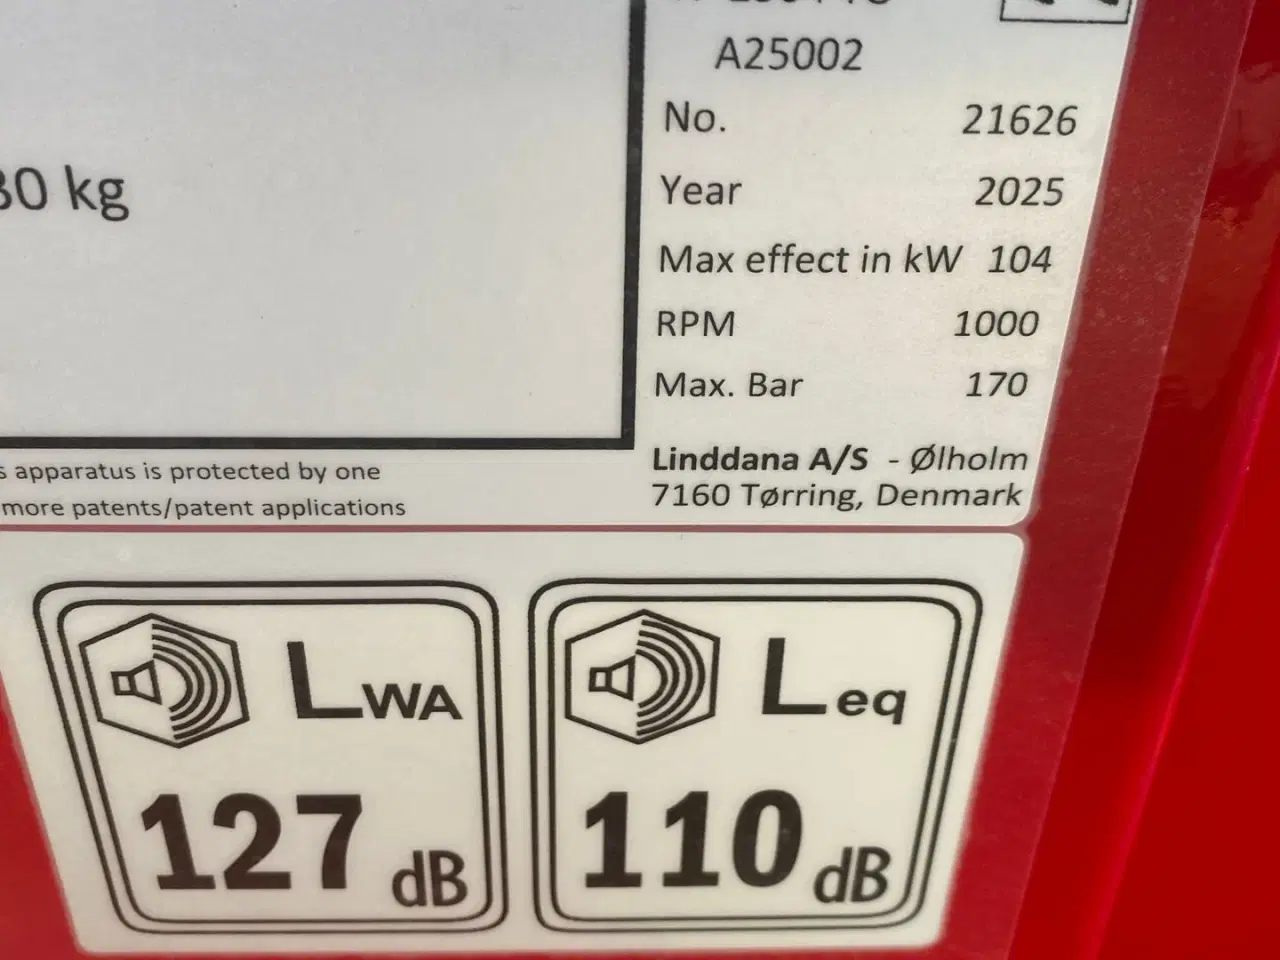 A25002
No. 21626
Year 2025
Max effect in kW 104
RPM 1000
Max. Bar 170
Linddana A/S - Ølholm
7160 Tørring, Denmark
kg
apparatus is protected by one
more patents/patent applications
LWA
127 dB
Leq
110 dB